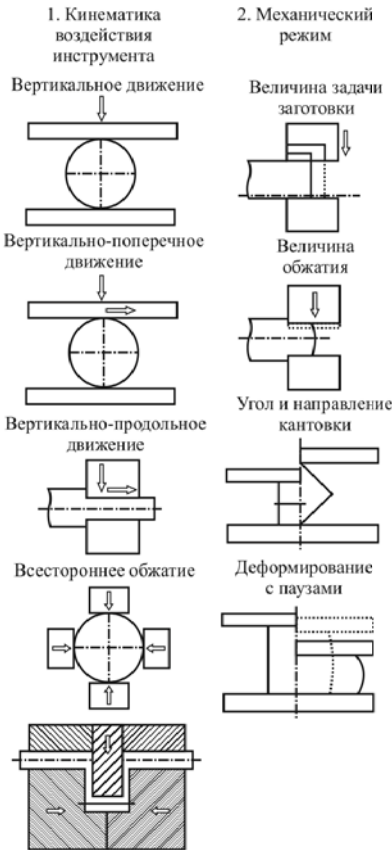 1. Кинематика
воздействия
инструмента
Вертикальное движение
Вертикально-поперечное
движение
Вертикально-продольное
движение
Всестороннее обжатие
2. Механический
режим
Величина задачи
заготовки
Величина
обжатия
Угол и направление
кантовки
Деформирование
с паузами